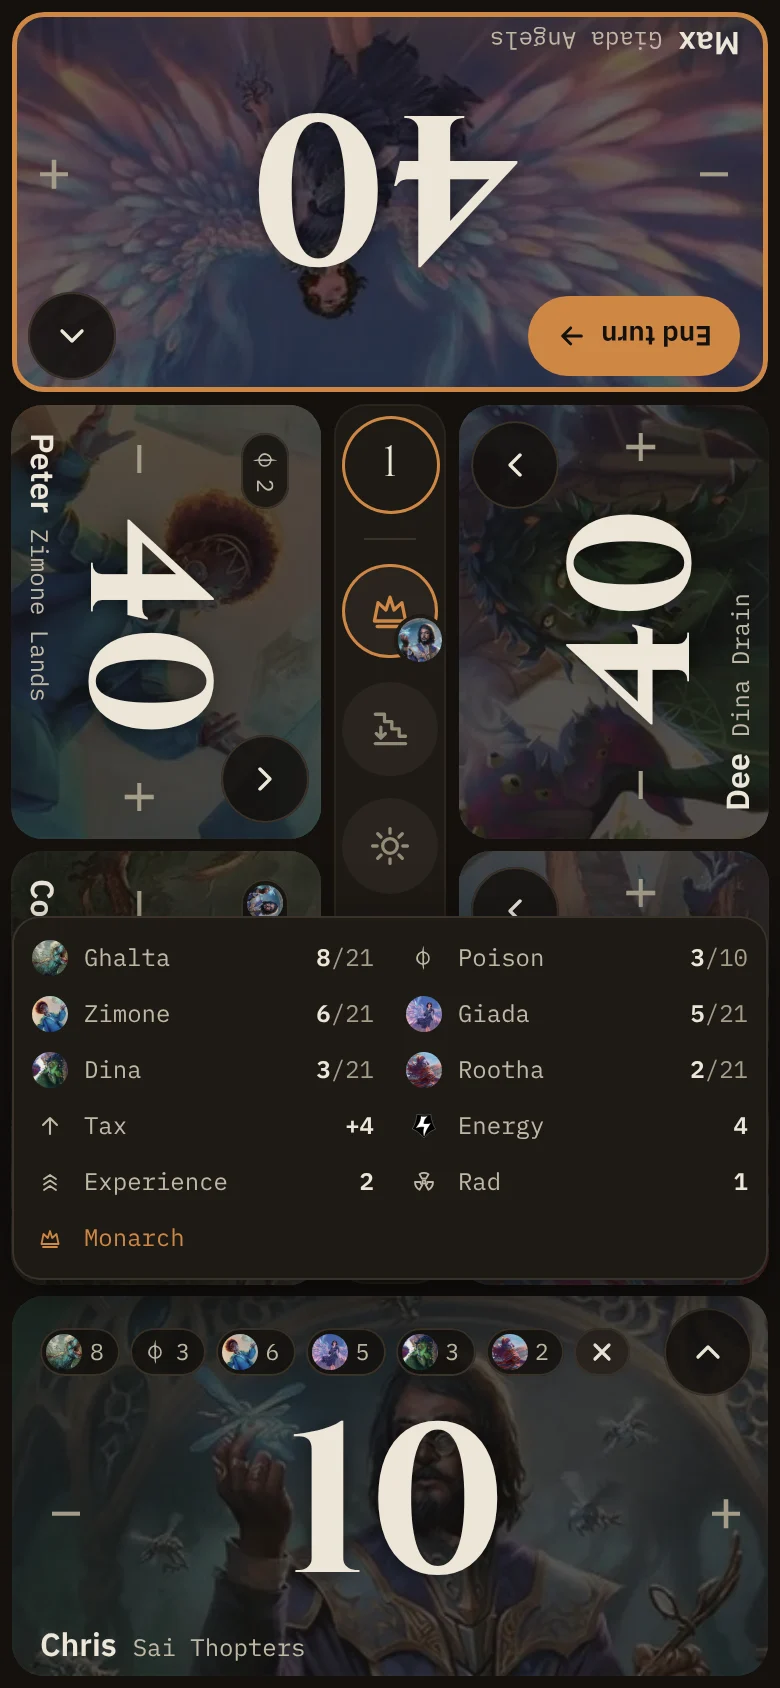 Max Giada Angels
40
End turn
Peter Zimone Lands
2
40
1
40
Dee Dina Drain
Co
Ghalta 8/21 Poison 3/10
Zimone 6/21 Giada 5/21
Dina 3/21 Rootha 2/21
Tax +4 Energy 4
Experience 2 Rad 1
Monarch
8 3 6 5 3 2
10
Chris Sai Thopters